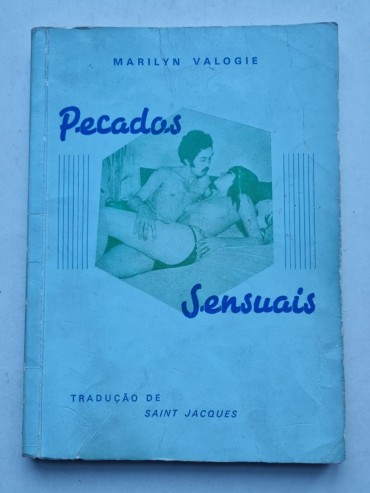 MARILYN VALOGIE
Pecados
Sensuais
TRADUÇÃO DE
SAINT JACQUES